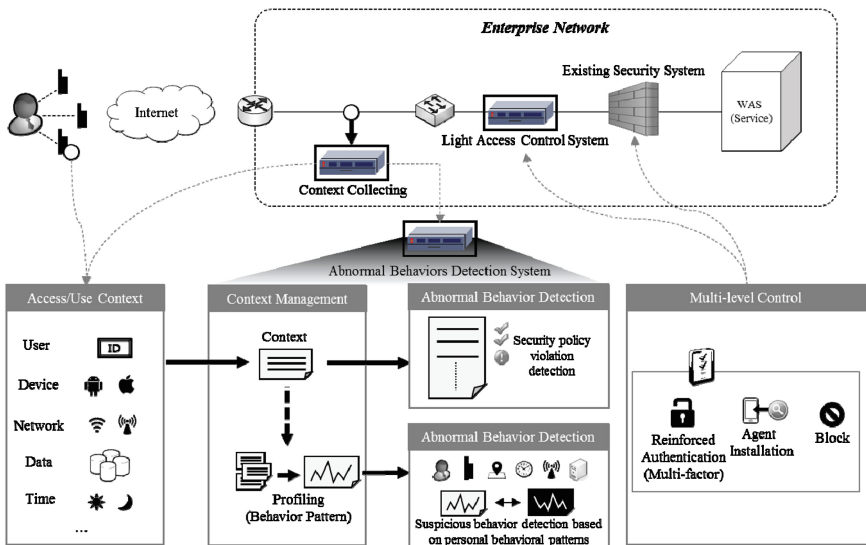 Enterprise Network
Existing Security System
Internet
WAS
(Service)
Light Access Control System
Context Collecting
Abnormal Behaviors Detection System
Access/Use Context
User
ID
Device
Network
Data
Time
...
Context Management
Context
Profiling
(Behavior Pattern)
Abnormal Behavior Detection
Security policy
violation
detection
Abnormal Behavior Detection
Suspicious behavior detection based
on personal behavioral patterns
Multi-level Control
Reinforced
Authentication
(Multi-factor)
Agent
Installation
Block